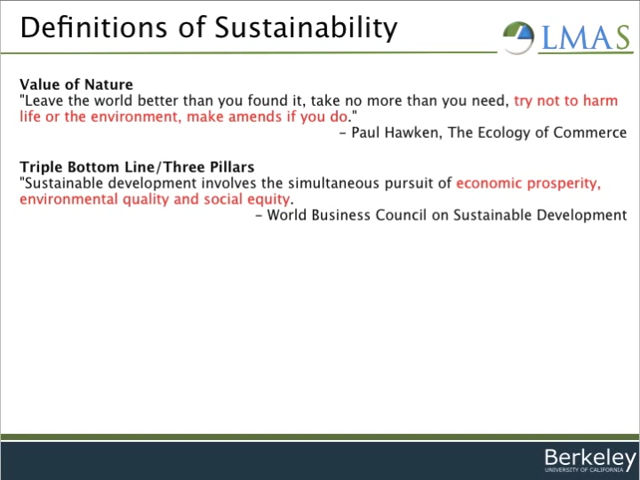 Definitions of Sustainability
LMAS
Value of Nature
"Leave the world better than you found it, take no more than you need, try not to harm
life or the environment, make amends if you do."
– Paul Hawken, The Ecology of Commerce
Triple Bottom Line/Three Pillars
"Sustainable development involves the simultaneous pursuit of economic prosperity,
environmental quality and social equity.
– World Business Council on Sustainable Development
Berkeley
UNIVERSITY OF CALIFORNIA